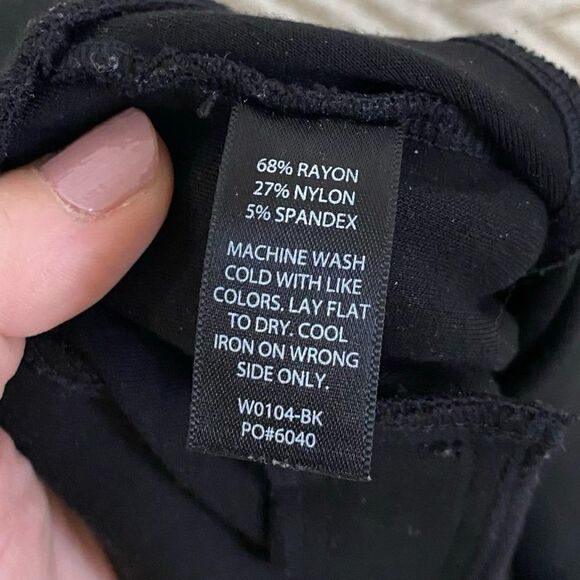 68% RAYON
27% NYLON
5% SPANDEX
MACHINE WASH
COLD WITH LIKE
COLORS. LAY FLAT
TO DRY. COOL
IRON ON WRONG
SIDE ONLY.
W0104-BK
PO#6040